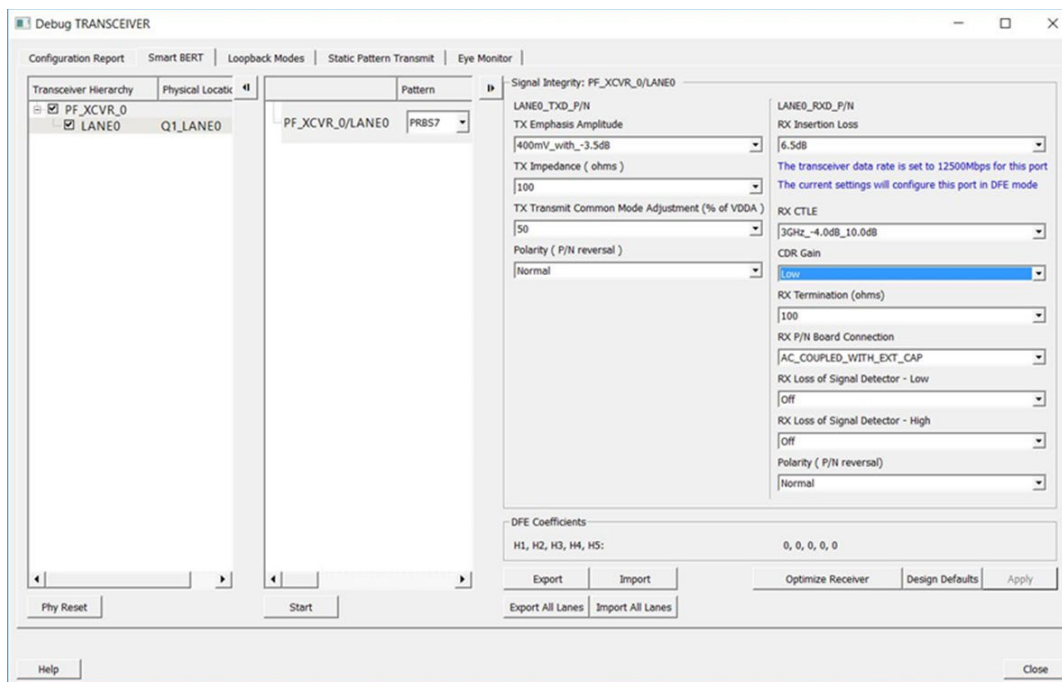 Debug TRANSCEIVER
Configuration Report
Smart BERT
Loopback Modes
Static Pattern Transmit
Eye Monitor
Transceiver Hierarchy
Physical Locatic
PF_XCVR_0
LANE0
Q1_LANE0
Phy Reset
Pattern
PF_XCVR_0/LANE0
PRBS7
Start
Signal Integrity: PF_XCVR_0/LANE0
LANE0_TXD_P/N
TX Emphasis Amplitude
400mV_with_-3.5dB
TX Impedance ( ohms )
100
TX Transmit Common Mode Adjustment (% of VDDA )
50
Polarity ( P/N reversal )
Normal
LANE0_RXD_P/N
RX Insertion Loss
6.5dB
The transceiver data rate is set to 12500Mbps for this port
The current settings will configure this port in DFE mode
RX CTLE
3GHz_-4.0dB_10.0dB
CDR Gain
Low
RX Termination (ohms)
100
RX P/N Board Connection
AC_COUPLED_WITH_EXT_CAP
RX Loss of Signal Detector - Low
Off
RX Loss of Signal Detector - High
Off
Polarity ( P/N reversal)
Normal
DFE Coefficients
H1, H2, H3, H4, H5:
0, 0, 0, 0, 0
Export
Import
Optimize Receiver
Design Defaults
Apply
Export All Lanes
Import All Lanes
Help
Close